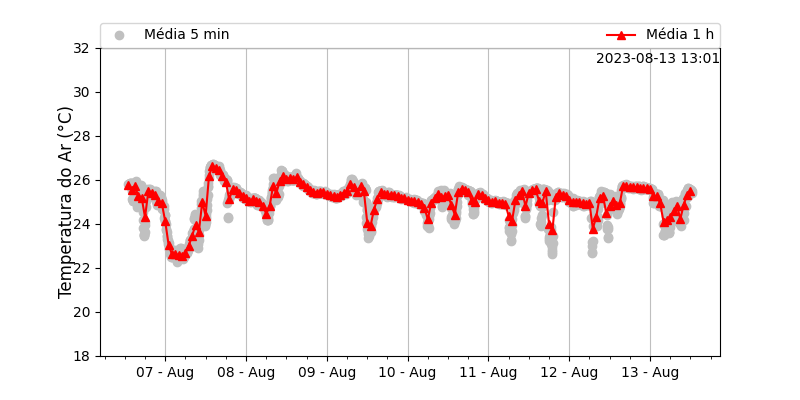 Média 5 min
Média 1 h
2023-08-13 13:01
Temperatura do Ar (°C)
32
30
28
26
24
22
20
18
07 - Aug
08 - Aug
09 - Aug
10 - Aug
11 - Aug
12 - Aug
13 - Aug